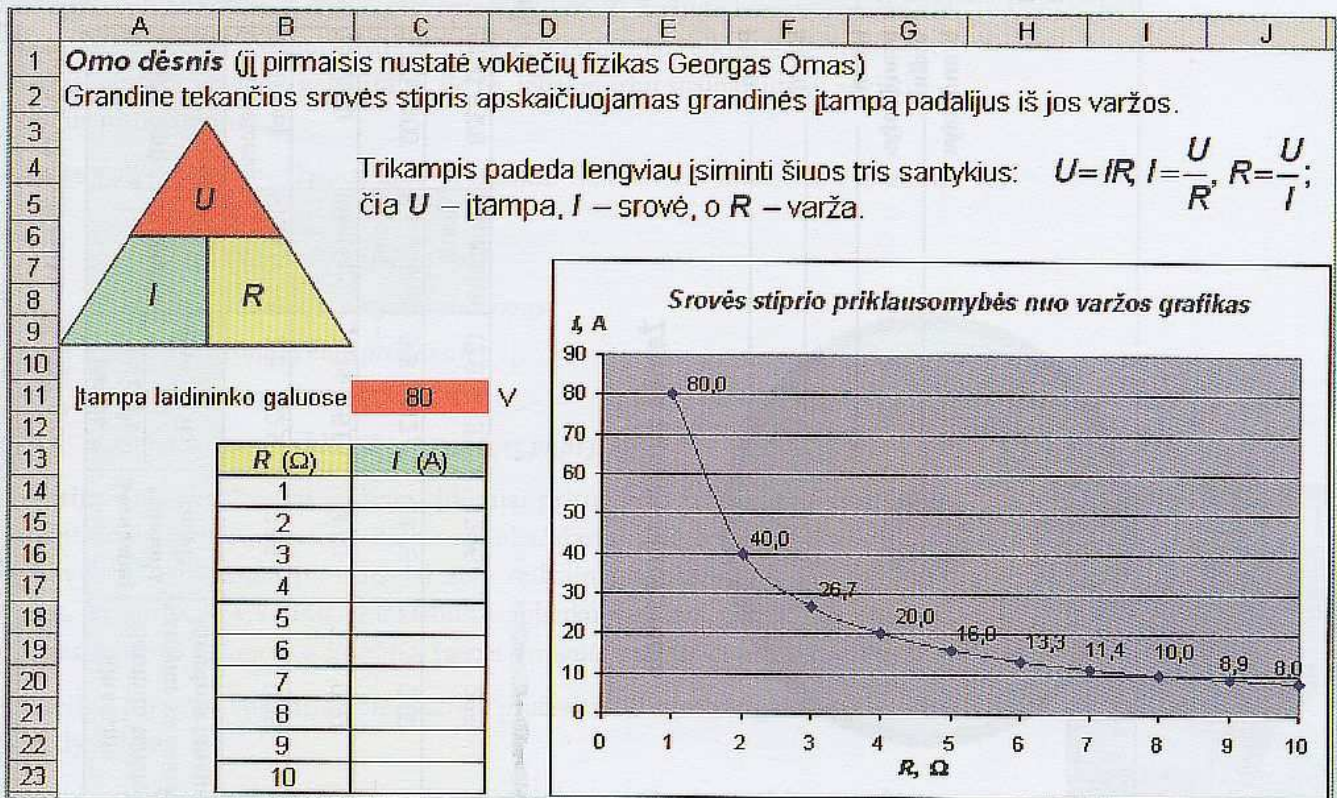 A B C D E F G H I J
1 Omo dėsnis (jį pirmaisis nustatė vokiečių fizikas Georgas Omas)
2 Grandine tekančios srovės stipris apskaičiuojamas grandinės įtampą padalijus iš jos varžos.
3
4 Trikampis padeda lengviau įsiminti šiuos tris santykius: U=IR, I=U/R, R=U/I;
5 čia U – įtampa, I – srovė, o R – varža.
U
6
7
I R
8 Srovės stiprio priklausomybės nuo varžos grafikas
9
10
11 Įtampa laidininko galuose 80 V
12
13 R (Ω) I (A)
14 1
15 2
16 3
17 4
18 5
19 6
20 7
21 8
22 9
23 10
I, A
90
80
70
60
50
40
30
20
10
0
80,0
40,0
26,7
20,0
16,0
13,3
11,4
10,0
8,9
8,0
0 1 2 3 4 5 6 7 8 9 10
R, Ω